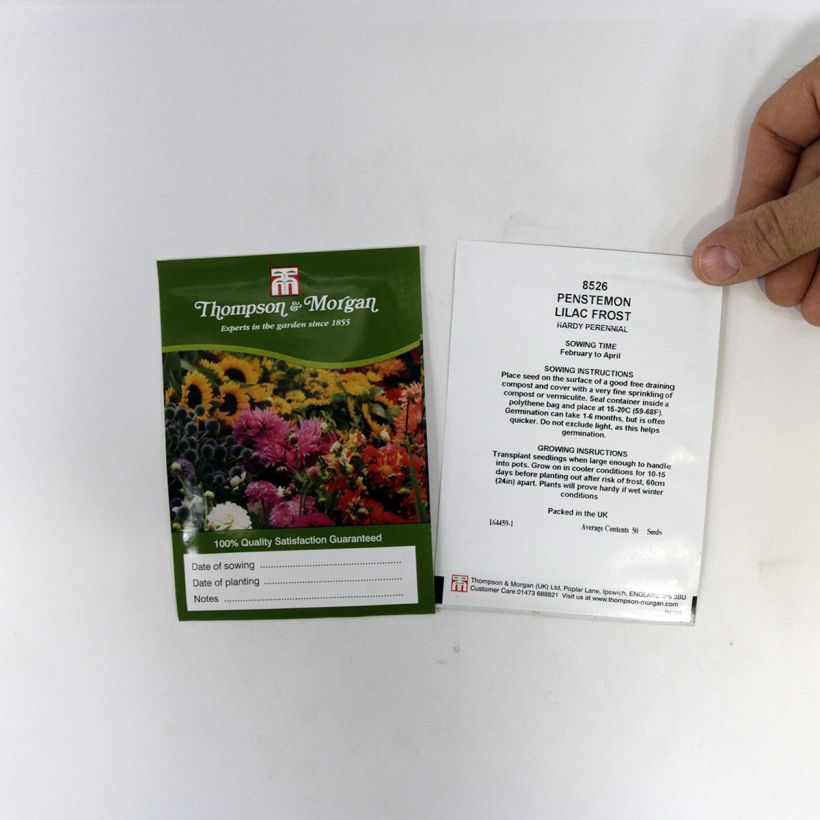 Thompson & Morgan
Experts in the garden since 1855
100% Quality Satisfaction Guaranteed
Date of sowing
Date of planting
Notes
8526
PENSTEMON
LILAC FROST
HARDY PERENNIAL
SOWING TIME
February to April
SOWING INSTRUCTIONS
Place seed on the surface of a good free draining
compost and cover with a very fine sprinkling of
compost or vermiculite. Seal container inside a
polythene bag and place at 15-20C (59-68F).
Germination can take 1-6 months, but is often
quicker. Do not exclude light, as this helps
germination.
GROWING INSTRUCTIONS
Transplant seedlings when large enough to handle
into pots. Grow on in cooler conditions for 10-15
days before planting out after risk of frost, 60cm
(24in) apart. Plants will prove hardy if wet winter
conditions
Packed in the UK
164459-1 Average Contents 50 Seeds
Thompson & Morgan (UK) Ltd, Poplar Lane, Ipswich, ENGLAND IP8 3BU
Customer Care 01473 688821 Visit us at www.thompson-morgan.com